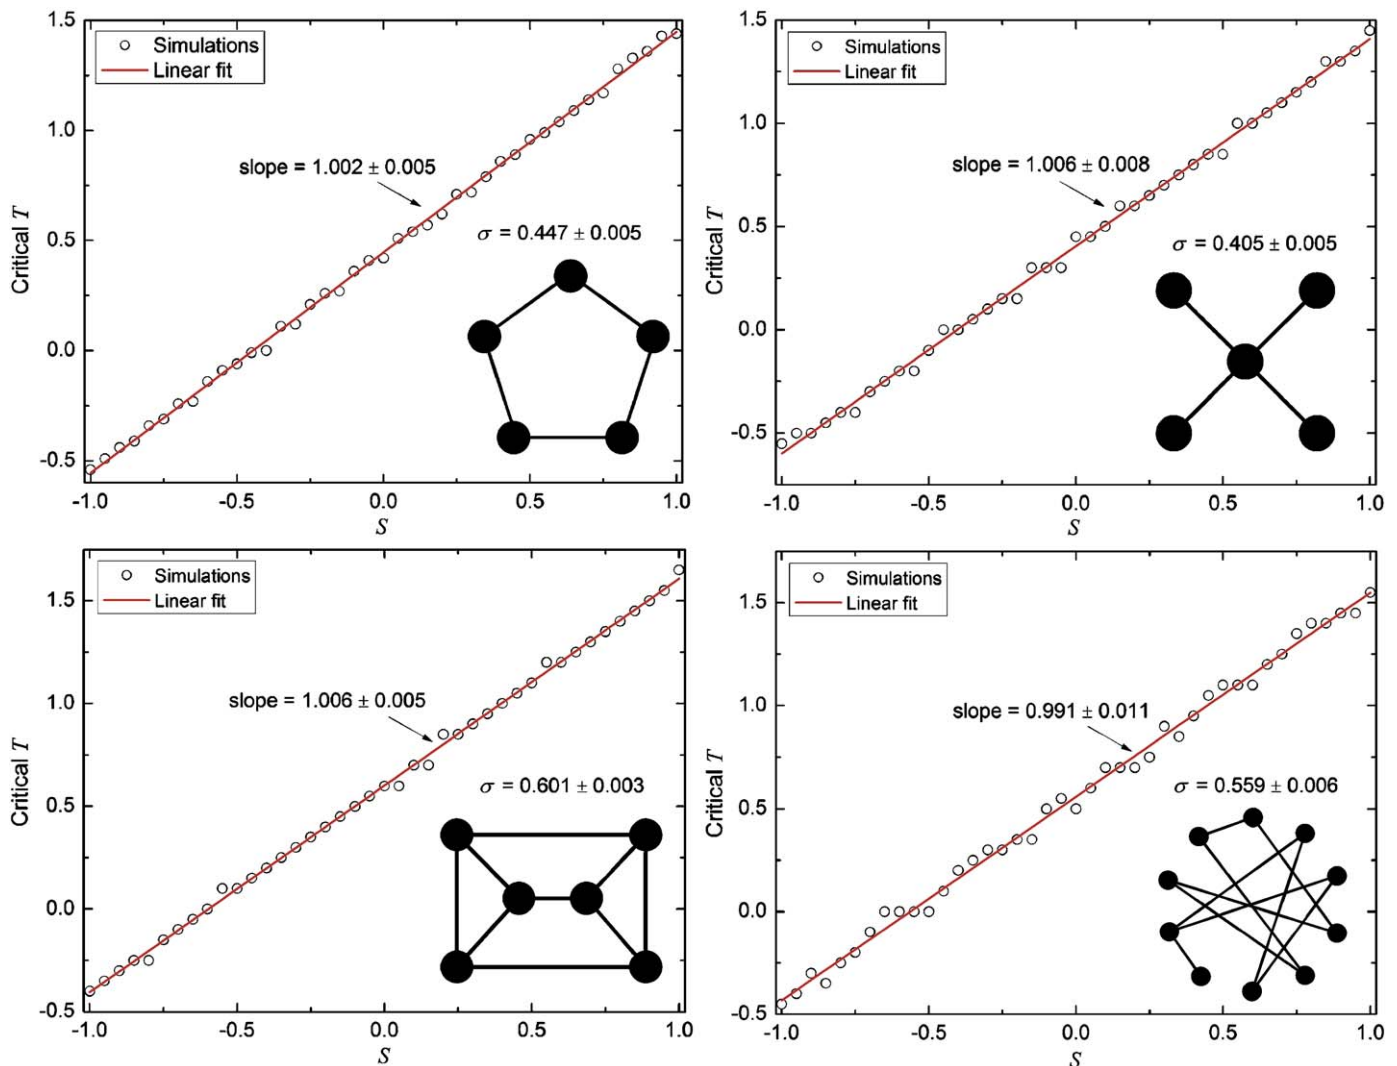 1.5
1.0
0.5
0.0
-0.5
-1.0
-0.5
0.0
0.5
1.0
Critical T
S
Simulations
Linear fit
slope = 1.002 ± 0.005
σ = 0.447 ± 0.005
1.5
1.0
0.5
0.0
-0.5
-1.0
-0.5
0.0
0.5
1.0
Critical T
S
Simulations
Linear fit
slope = 1.006 ± 0.008
σ = 0.405 ± 0.005
1.5
1.0
0.5
0.0
-0.5
-1.0
-0.5
0.0
0.5
1.0
Critical T
S
Simulations
Linear fit
slope = 1.006 ± 0.005
σ = 0.601 ± 0.003
1.5
1.0
0.5
0.0
-0.5
-1.0
-0.5
0.0
0.5
1.0
Critical T
S
Simulations
Linear fit
slope = 0.991 ± 0.011
σ = 0.559 ± 0.006